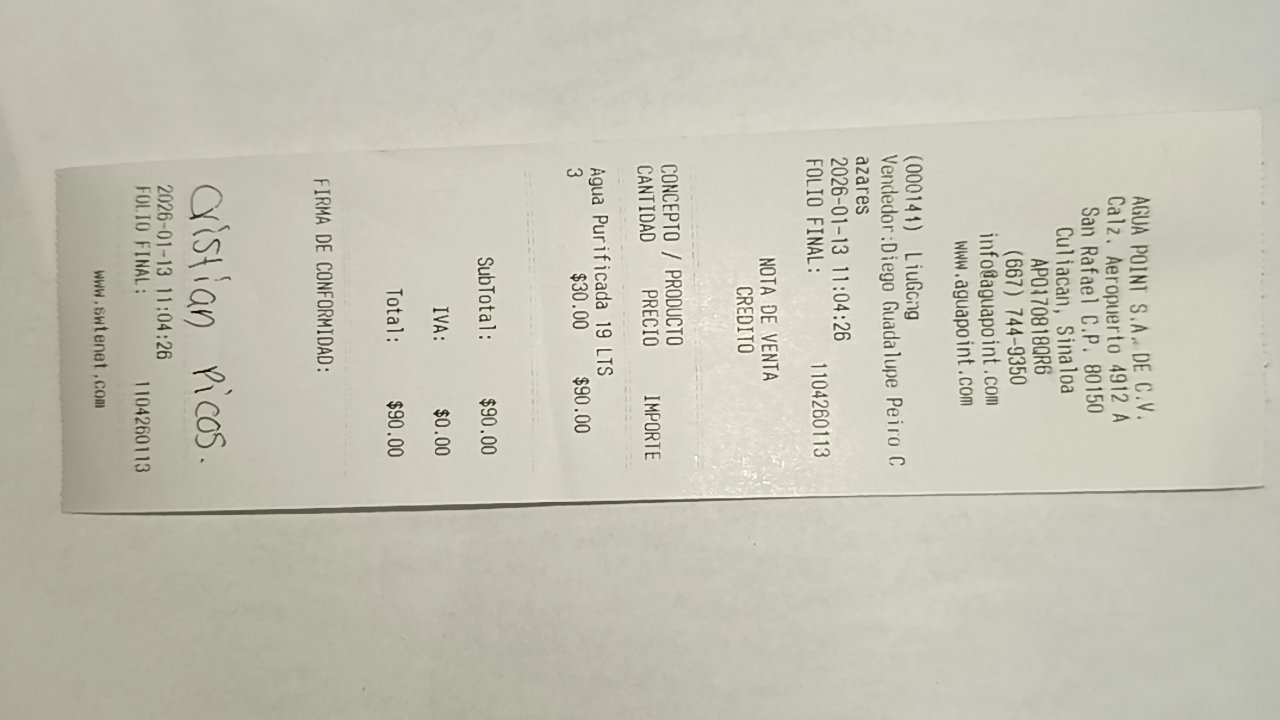 AGUA POINT S.A. DE C.V.
Calz. Aeropuerto 4912 A
San Rafael C.P. 80150
Culiacan, Sinaloa
APO170818QR6
(667) 744-9350
info@aguapoint.com
www.aguapoint.com
(000141) LiuGong
Vendedor:Diego Guadalupe Peiro C
azares
2026-01-13 11:04:26
FOLIO FINAL: 1104260113
NOTA DE VENTA
CREDITO
CONCEPTO / PRODUCTO
CANTIDAD PRECIO IMPORTE
Agua Purificada 19 LTS
3 $30.00 $90.00
SubTotal: $90.00
IVA: $0.00
Total: $90.00
FIRMA DE CONFORMIDAD:
Cristian Picos.
2026-01-13 11:04:26
FOLIO FINAL: 1104260113
www.swtenet.com